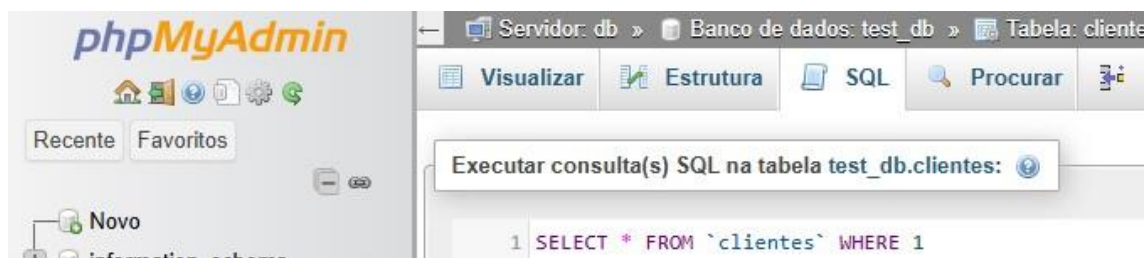 phpMyAdmin
Recente Favoritos
Novo
information_schema
← Servidor: db » Banco de dados: test_db » Tabela: cliente
Visualizar Estrutura SQL Procurar
Executar consulta(s) SQL na tabela test_db.clientes:
1 SELECT * FROM `clientes` WHERE 1